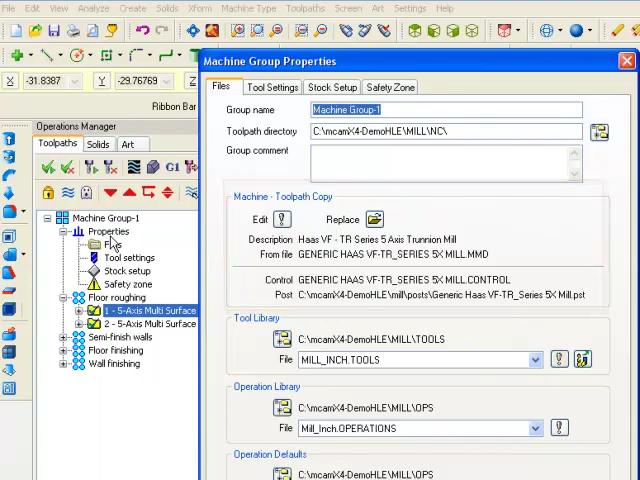 File Edit View Analyze Create Solids Xform Machine Type Toolpaths Screen Art Settings Help
X -31.8387 Y -29.76769 Z
Ribbon Bar
Operations Manager
Toolpaths Solids Art
G1
Machine Group-1
Properties
Files
Tool settings
Stock setup
Safety zone
Floor roughing
1 - 5-Axis Multi Surface
2 - 5-Axis Multi Surface
Semi-finish walls
Floor finishing
Wall finishing
Machine Group Properties
Files Tool Settings Stock Setup Safety Zone
Group name Machine Group-1
Toolpath directory C:\mcamX4-DemoHLE\MILL\NC\
Group comment
Machine - Toolpath Copy
Edit Replace
Description Haas VF - TR Series 5 Axis Trunnion Mill
From file GENERIC HAAS VF-TR_SERIES 5X MILL.MMD
Control GENERIC HAAS VF-TR_SERIES 5X MILL.CONTROL
Post C:\mcamX4-DemoHLE\mill\posts\Generic Haas VF-TR_Series 5X Mill.pst
Tool Library
C:\mcamX4-DemoHLE\MILL\TOOLS
File MILL_INCH.TOOLS
Operation Library
C:\mcamX4-DemoHLE\MILL\OPS
File Mill_Inch.OPERATIONS
Operation Defaults
C:\mcamX4-DemoHLE\MILL\OPS